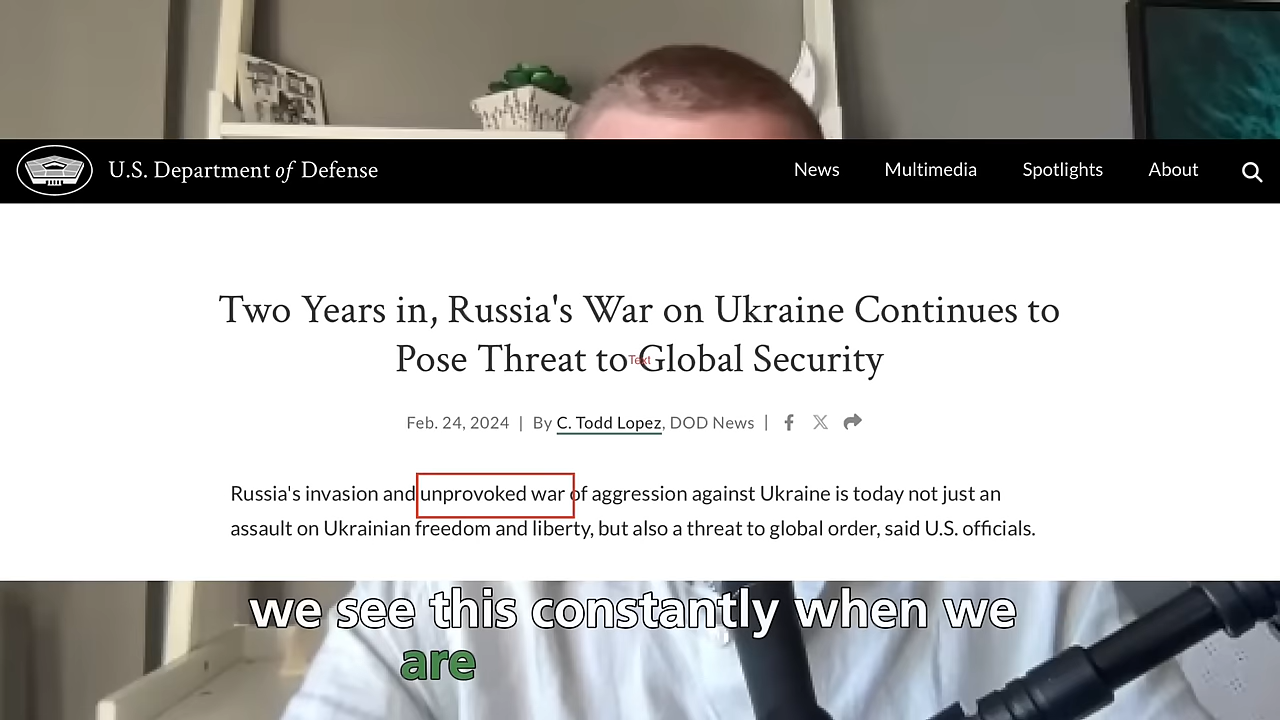 U.S. Department of Defense
News Multimedia Spotlights About
Two Years in, Russia's War on Ukraine Continues to
Pose Threat to Global Security
Text
Feb. 24, 2024 | By C. Todd Lopez, DOD News |
Russia's invasion and unprovoked war of aggression against Ukraine is today not just an
assault on Ukrainian freedom and liberty, but also a threat to global order, said U.S. officials.
we see this constantly when we
are